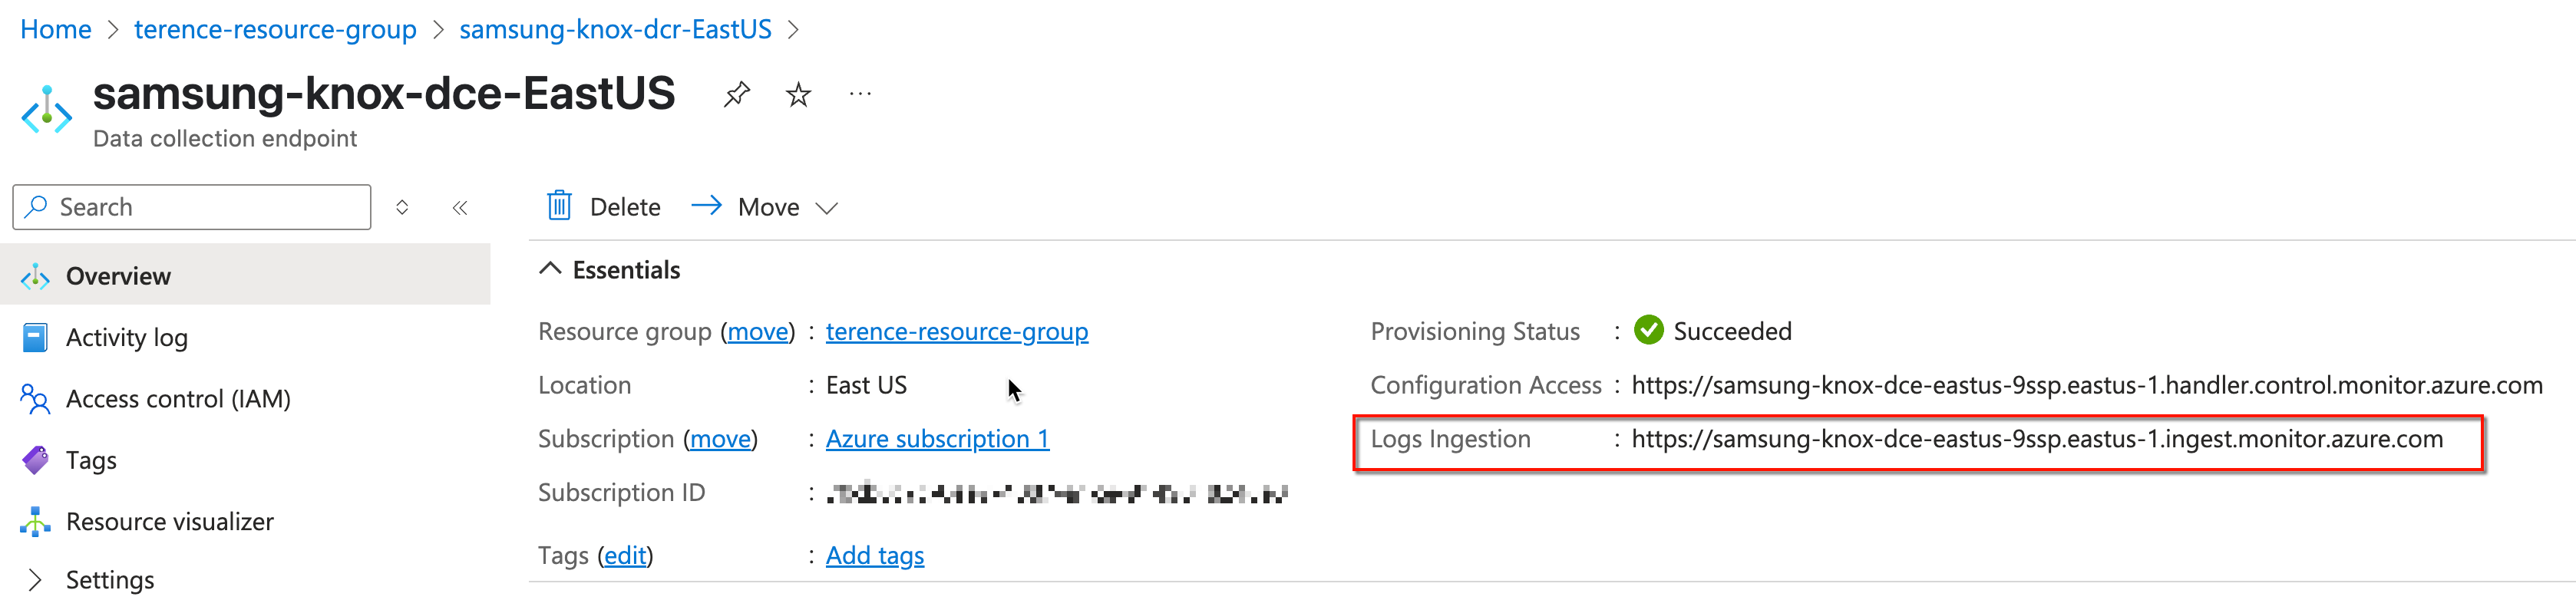 Home > terence-resource-group > samsung-knox-dcr-EastUS >
samsung-knox-dce-EastUS ...
Data collection endpoint
Search
Delete Move
Overview
Activity log
Access control (IAM)
Tags
Resource visualizer
Settings
Essentials
Resource group (move) : terence-resource-group
Location : East US
Subscription (move) : Azure subscription 1
Subscription ID :
Tags (edit) : Add tags
Provisioning Status : Succeeded
Configuration Access : https://samsung-knox-dce-eastus-9ssp.eastus-1.handler.control.monitor.azure.com
Logs Ingestion : https://samsung-knox-dce-eastus-9ssp.eastus-1.ingest.monitor.azure.com